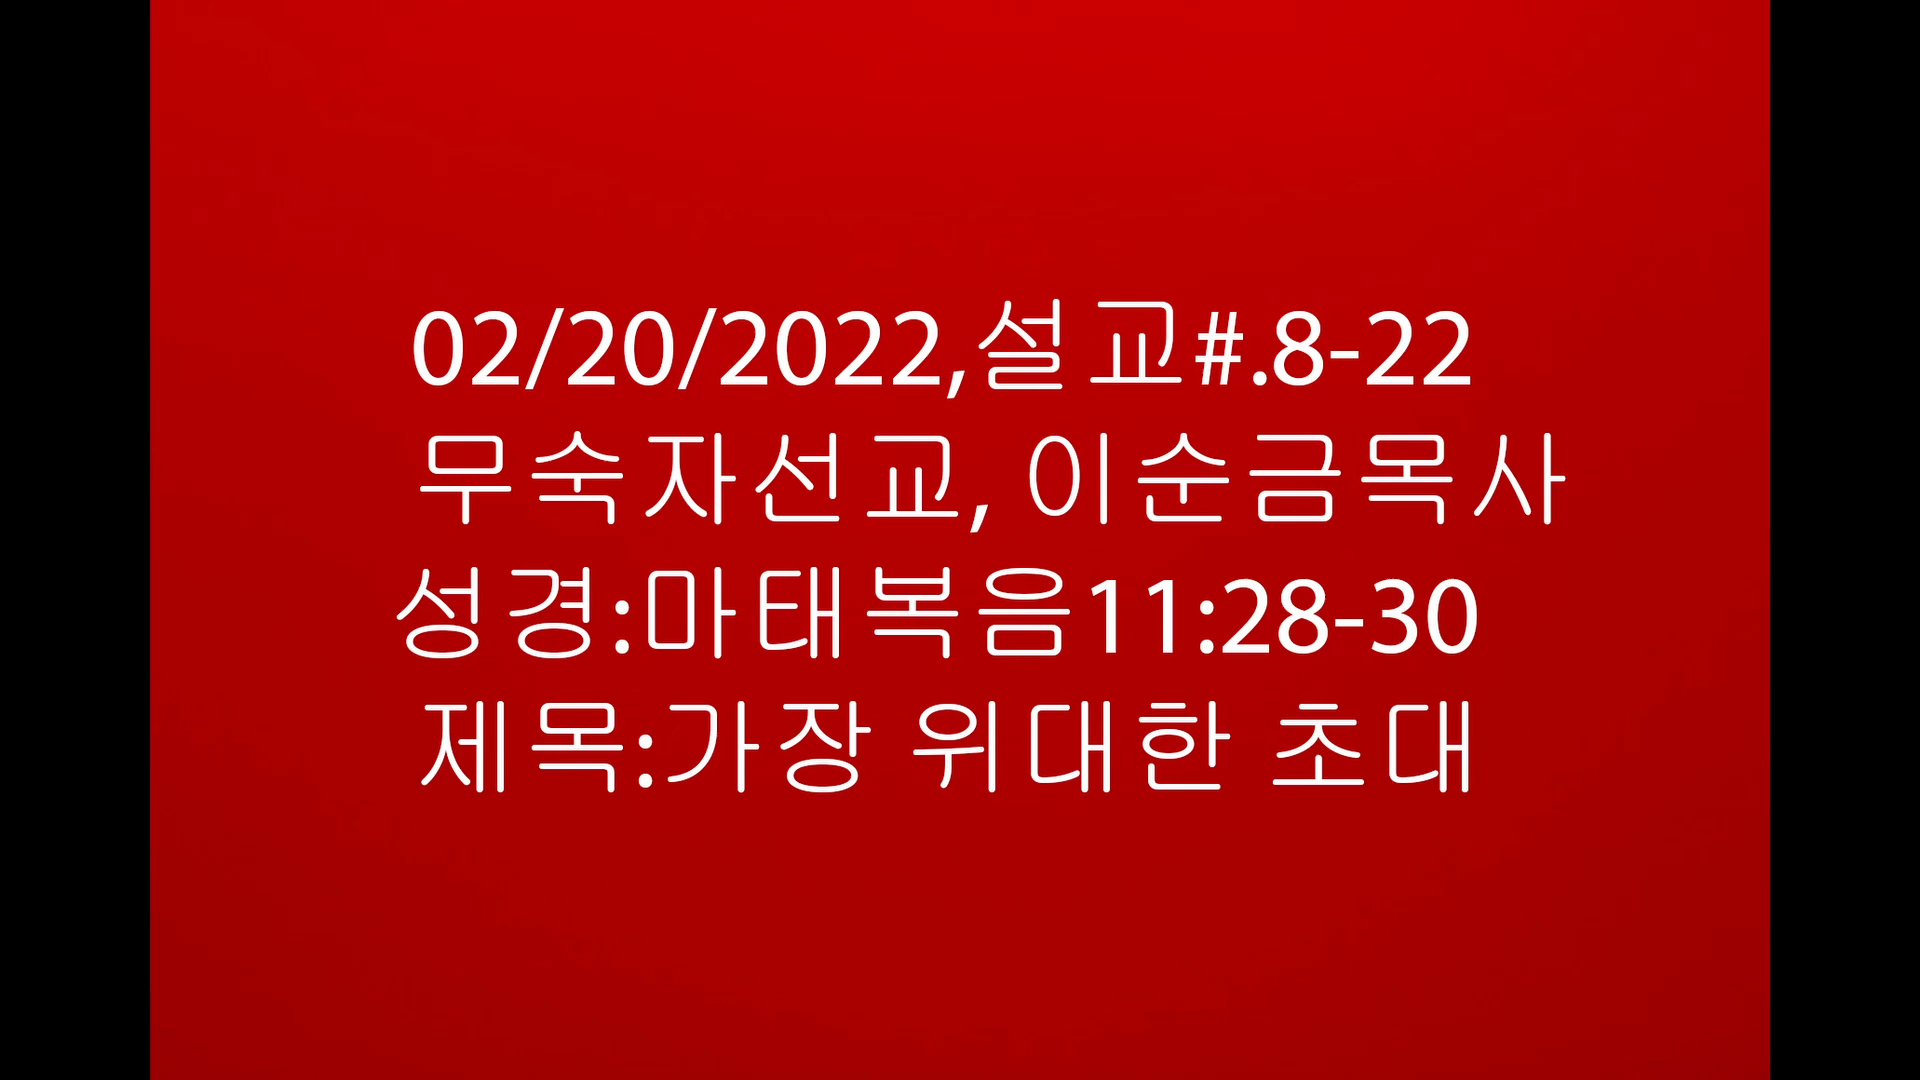 02/20/2022,설교#.8-22
무숙자선교, 이순금목사
성경:마태복음11:28-30
제목:가장 위대한 초대